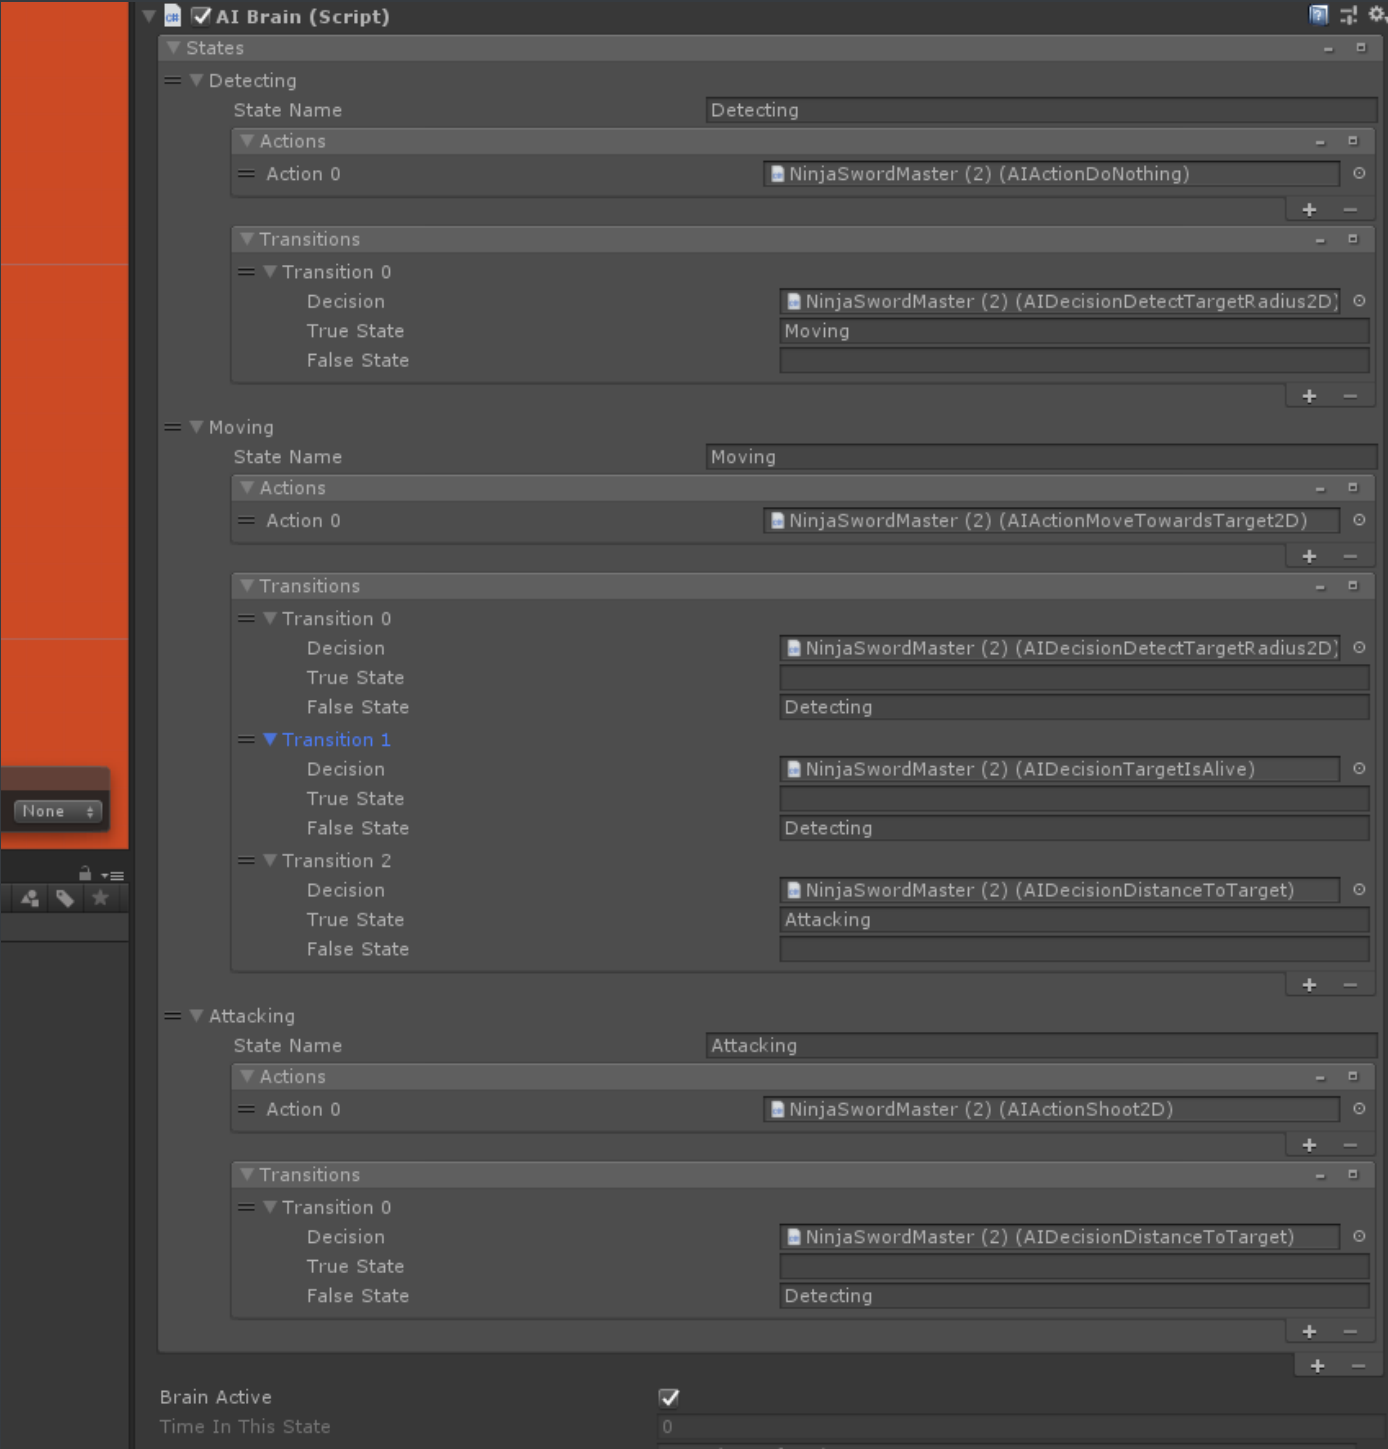 AI Brain (Script)
States
Detecting
State Name Detecting
Actions
Action 0 NinjaSwordMaster (2) (AIActionDoNothing)
Transitions
Transition 0
Decision NinjaSwordMaster (2) (AIDecisionDetectTargetRadius2D)
True State Moving
False State
Moving
State Name Moving
Actions
Action 0 NinjaSwordMaster (2) (AIActionMoveTowardsTarget2D)
Transitions
Transition 0
Decision NinjaSwordMaster (2) (AIDecisionDetectTargetRadius2D)
True State
False State Detecting
Transition 1
Decision NinjaSwordMaster (2) (AIDecisionTargetIsAlive)
True State
None
False State Detecting
Transition 2
Decision NinjaSwordMaster (2) (AIDecisionDistanceToTarget)
True State Attacking
False State
Attacking
State Name Attacking
Actions
Action 0 NinjaSwordMaster (2) (AIActionShoot2D)
Transitions
Transition 0
Decision NinjaSwordMaster (2) (AIDecisionDistanceToTarget)
True State
False State Detecting
Brain Active
Time In This State 0